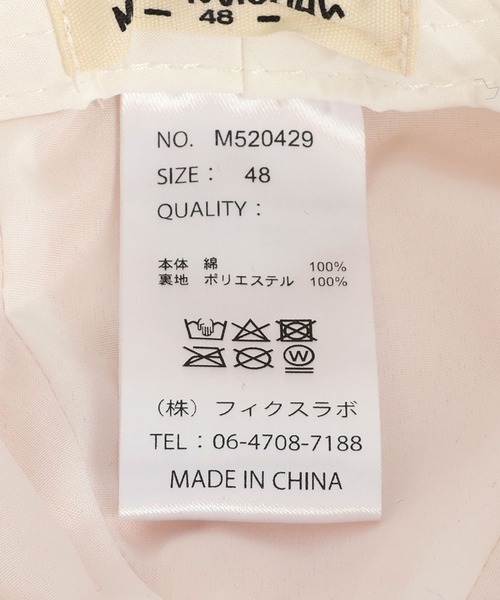 48
NO. M520429
SIZE： 48
QUALITY：
本体 綿 100%
裏地 ポリエステル 100%
W
（株）フィクスラボ
TEL：06-4708-7188
MADE IN CHINA